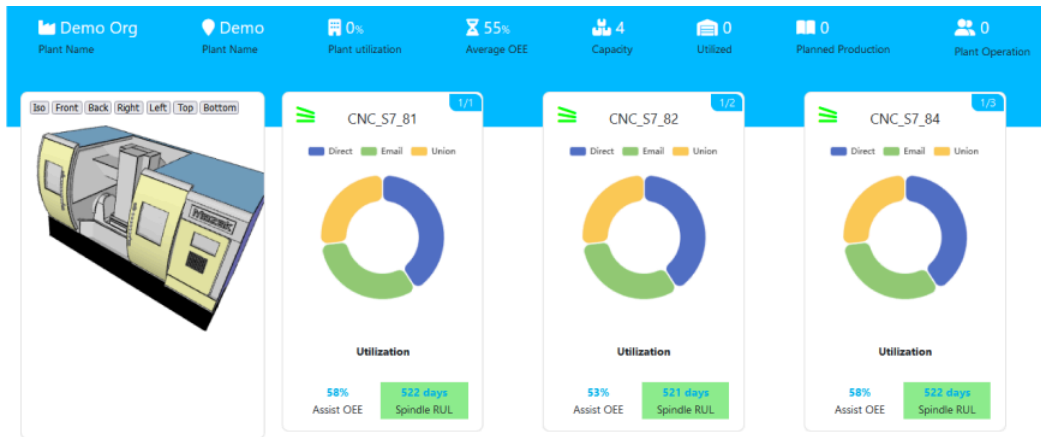 Demo Org
Plant Name
Demo
Plant Name
0%
Plant utilization
55%
Average OEE
4
Capacity
0
Utilized
0
Planned Production
0
Plant Operation
Iso Front Back Right Left Top Bottom
Mazak
1/1
CNC_S7_81
Direct Email Union
Utilization
58%
Assist OEE
522 days
Spindle RUL
1/2
CNC_S7_82
Direct Email Union
Utilization
53%
Assist OEE
521 days
Spindle RUL
1/3
CNC_S7_84
Direct Email Union
Utilization
58%
Assist OEE
522 days
Spindle RUL